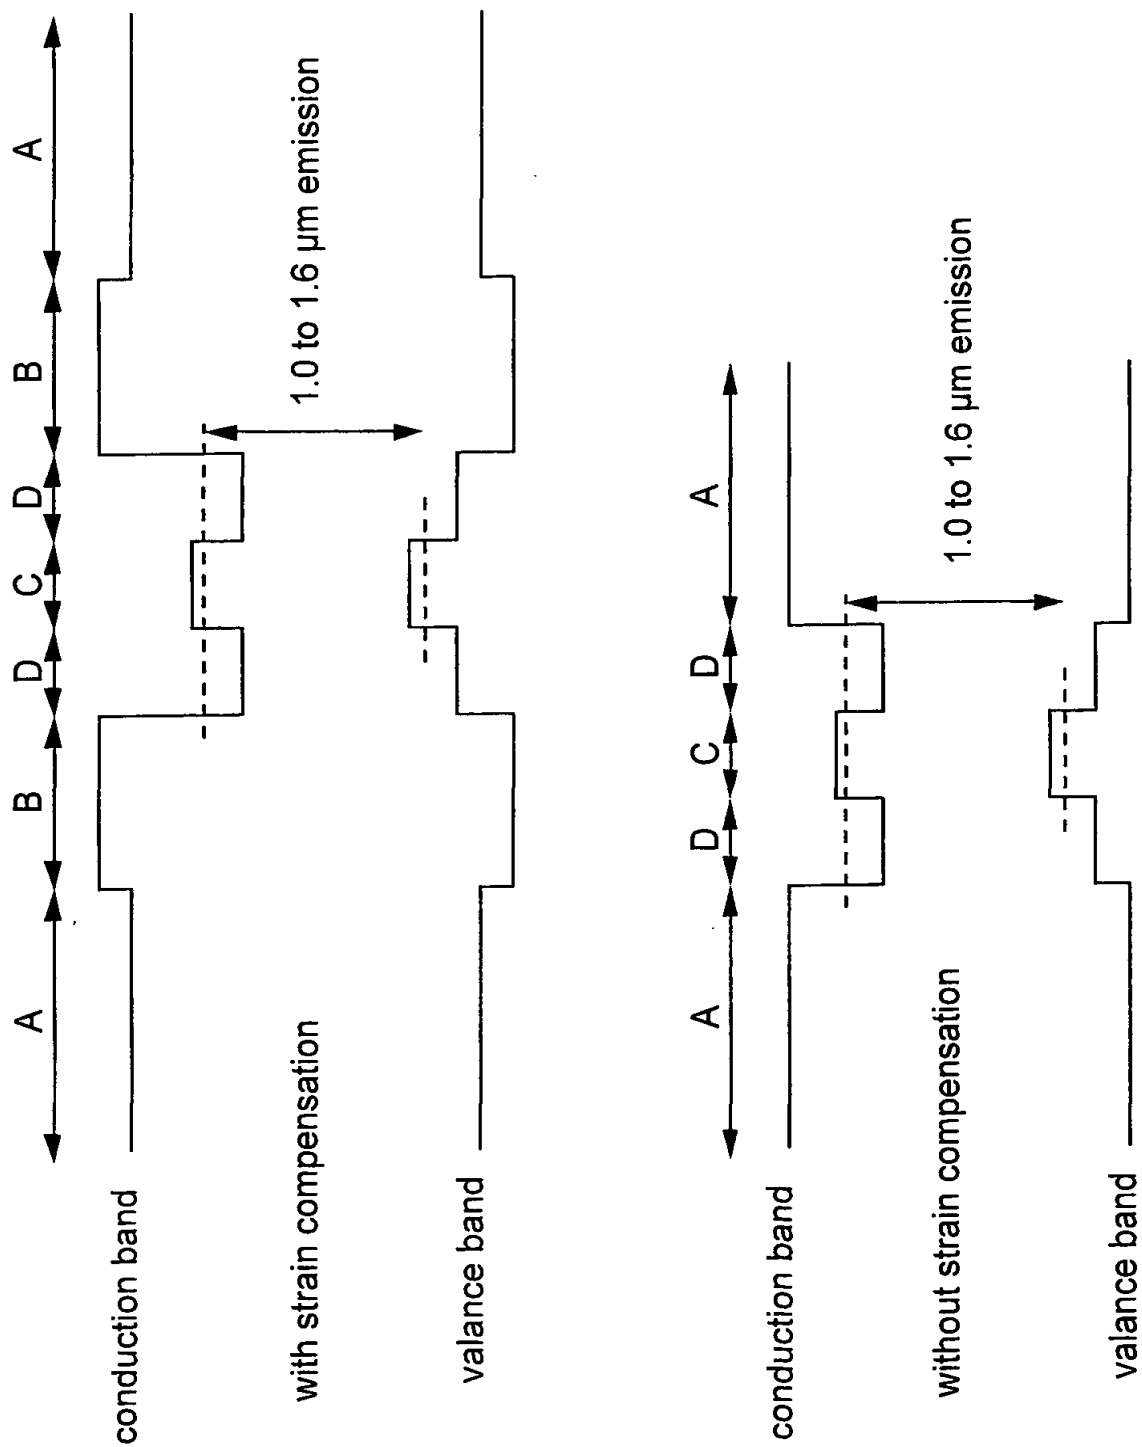 A
B
D
C
D
B
A
conduction band
with strain compensation
1.0 to 1.6 µm emission
valance band
A
D
C
D
A
conduction band
without strain compensation
1.0 to 1.6 µm emission
valance band